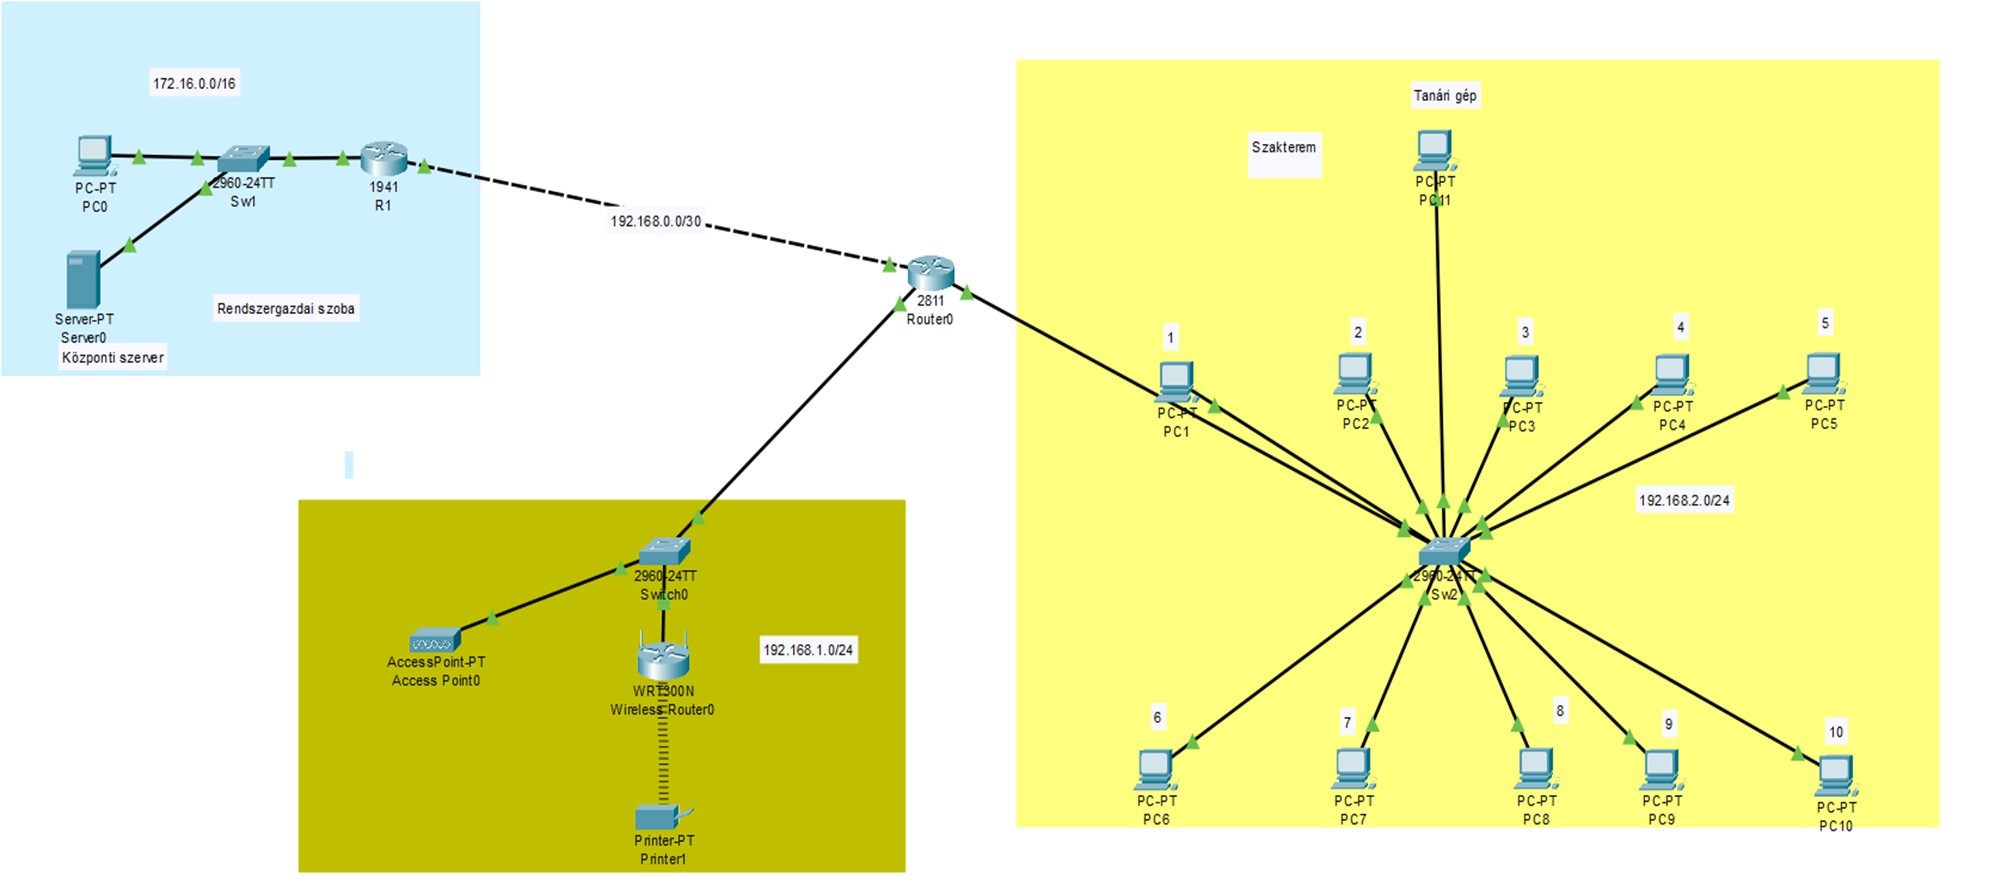 172.16.0.0/16
PC-PT
PC0
2960-24TT
Sw1
1941
R1
Server-PT
Server0
Központi szerver
Rendszergazdai szoba
192.168.0.0/30
2811
Router0
Tanári gép
Szakterem
PC-PT
PC11
1
PC-PT
PC1
2
PC-PT
PC2
3
PC-PT
PC3
4
PC-PT
PC4
5
PC-PT
PC5
192.168.2.0/24
2960-24TT
Sw2
6
PC-PT
PC6
7
PC-PT
PC7
8
PC-PT
PC8
9
PC-PT
PC9
10
PC-PT
PC10
2960-24TT
Switch0
AccessPoint-PT
Access Point0
192.168.1.0/24
WRT300N
Wireless Router0
Printer-PT
Printer1